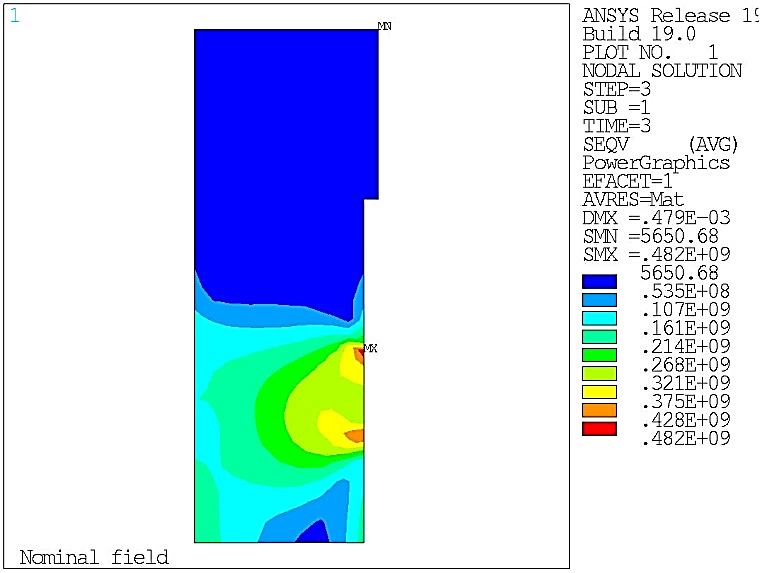 1
MN
MX
Nominal field
ANSYS Release 19
Build 19.0
PLOT NO. 1
NODAL SOLUTION
STEP=3
SUB =1
TIME=3
SEQV (AVG)
PowerGraphics
EFACET=1
AVRES=Mat
DMX =.479E-03
SMN =5650.68
SMX =.482E+09
5650.68
.535E+08
.107E+09
.161E+09
.214E+09
.268E+09
.321E+09
.375E+09
.428E+09
.482E+09